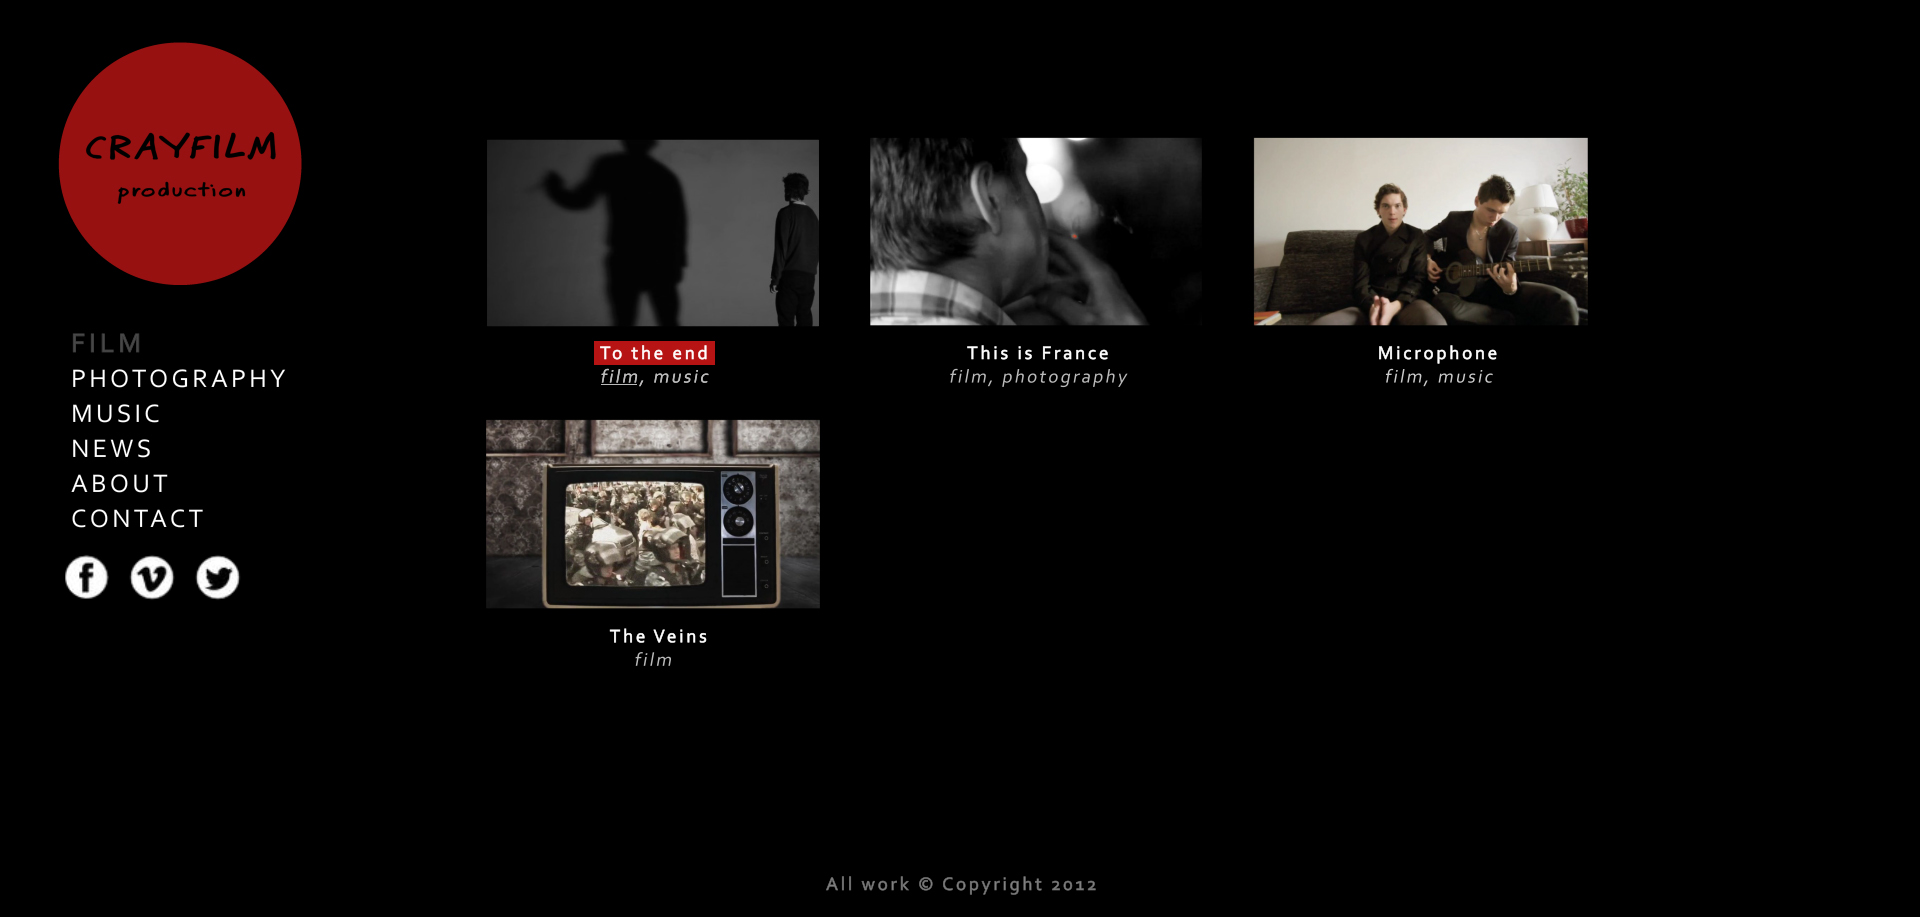 CRAYFILM
production
FILM
PHOTOGRAPHY
MUSIC
NEWS
ABOUT
CONTACT
To the end
film, music
This is France
film, photography
Microphone
film, music
The Veins
film
All work © Copyright 2012